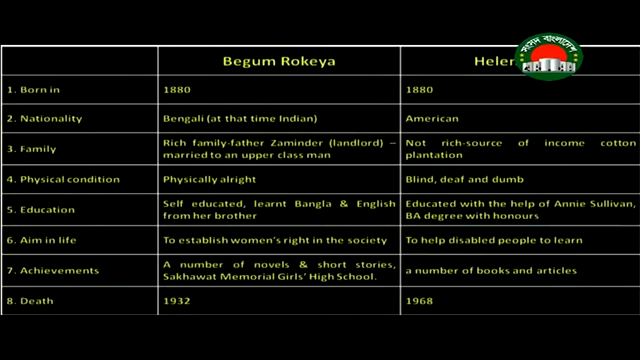 সংসদ বাংলাদেশ
Begum Rokeya Helen
1. Born in 1880 1880
2. Nationality Bengali (at that time Indian) American
3. Family Rich family-father Zaminder (landlord) – married to an upper class man Not rich-source of income cotton plantation
4. Physical condition Physically alright Blind, deaf and dumb
5. Education Self educated, learnt Bangla & English from her brother Educated with the help of Annie Sullivan, BA degree with honours
6. Aim in life To establish women's right in the society To help disabled people to learn
7. Achievements A number of novels & short stories, Sakhawat Memorial Girls' High School. a number of books and articles
8. Death 1932 1968